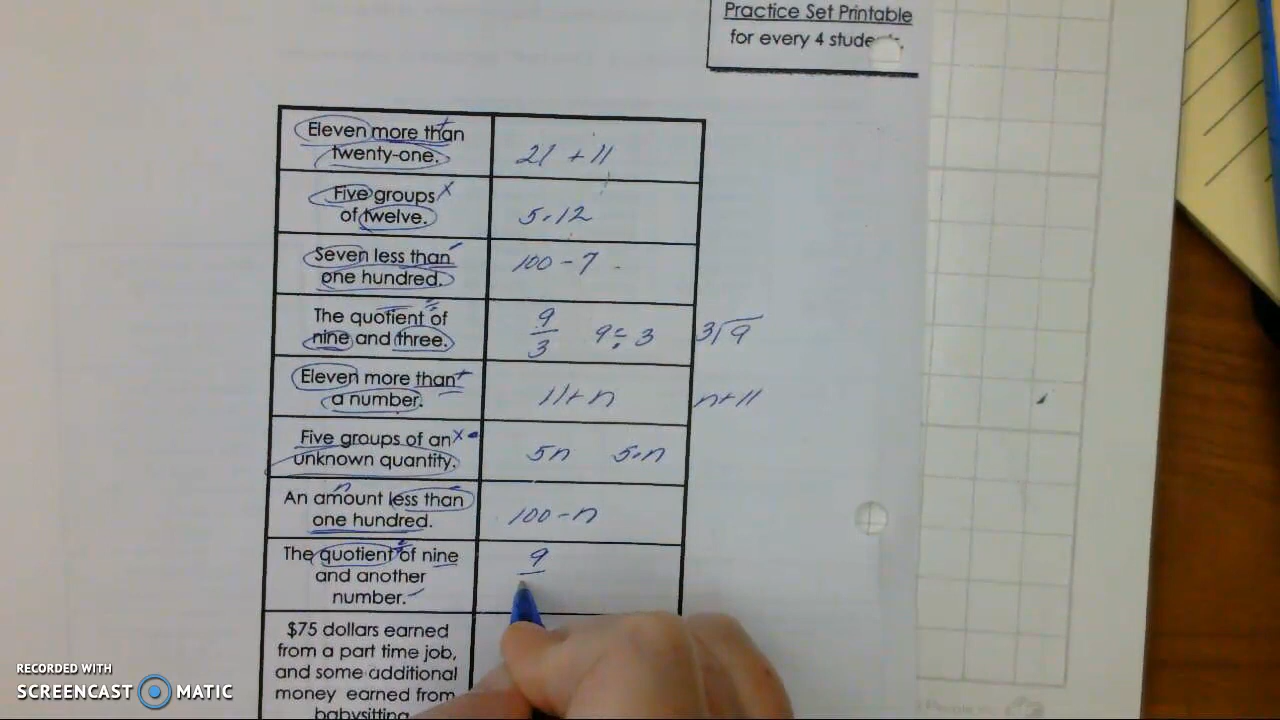 Practice Set Printable
for every 4 students.
Eleven more than +
twenty-one.
21 + 11
Five groups x
of twelve.
5 · 12
Seven less than -
one hundred.
100 - 7
The quotient of ÷
nine and three.
9
3
9 ÷ 3
3√9
Eleven more than +
a number.
11 + n
n + 11
Five groups of an x •
unknown quantity.
5n
5·n
n
An amount less than -
one hundred.
100 - n
The quotient of nine
and another
number.
9
$75 dollars earned
from a part time job,
and some additional
money earned from
babysitting
RECORDED WITH
SCREENCAST MATIC